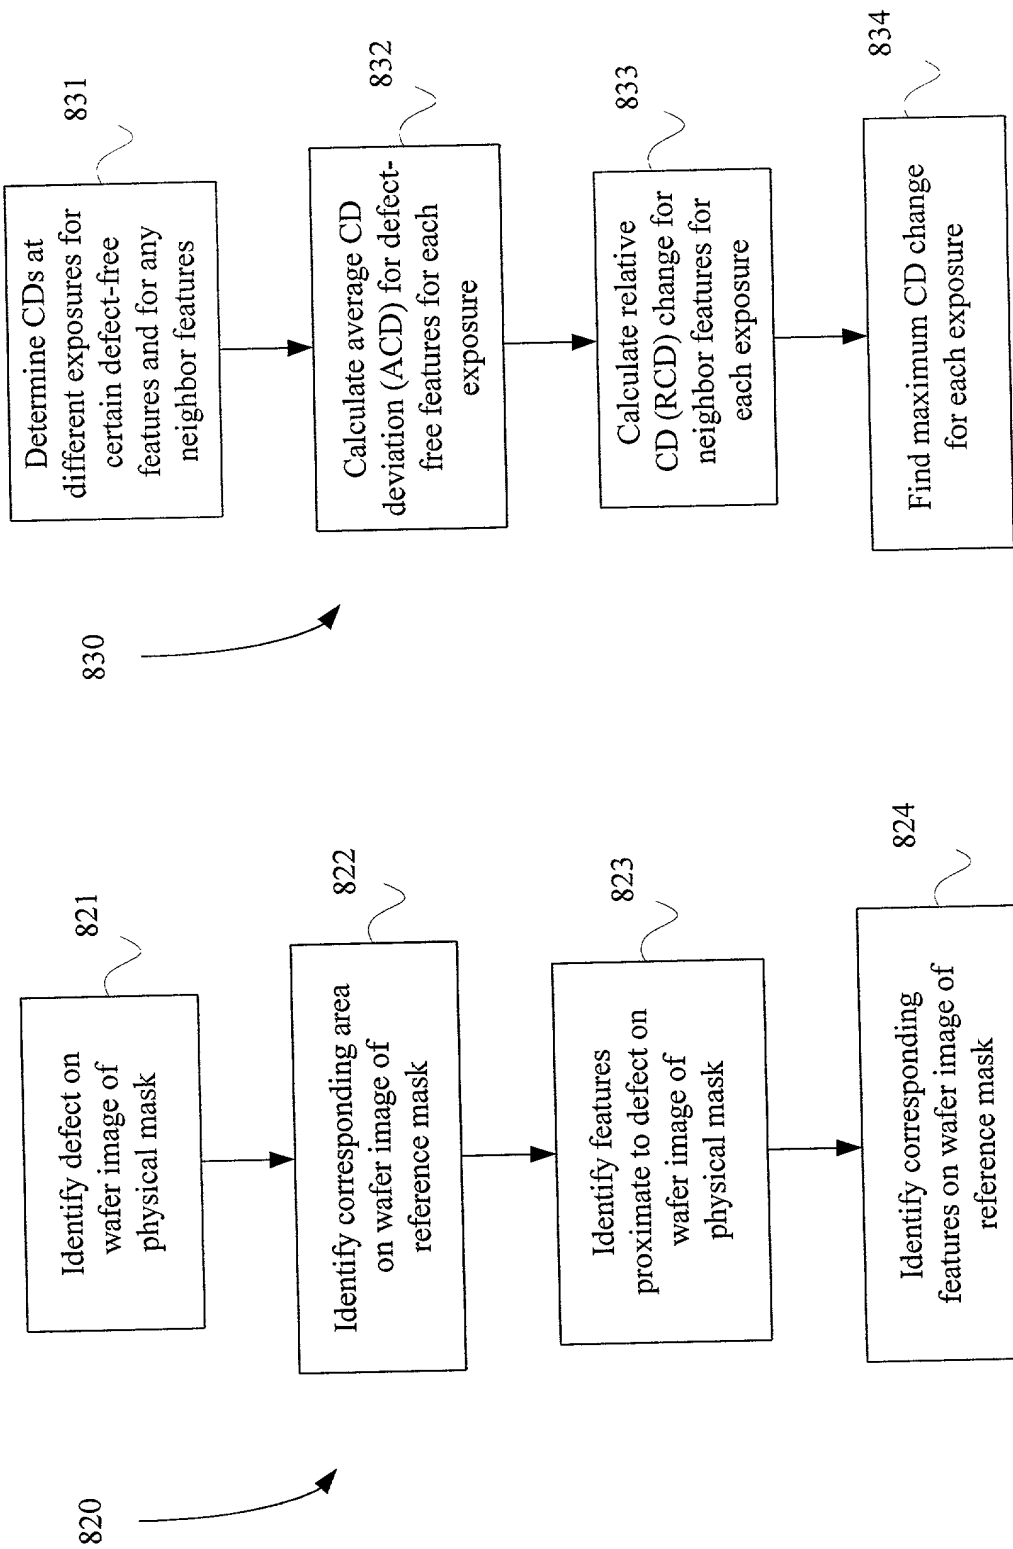 820
Identify defect on
wafer image of
physical mask
821
Identify corresponding area
on wafer image of
reference mask
822
Identify features
proximate to defect on
wafer image of
physical mask
823
Identify corresponding
features on wafer image of
reference mask
824
830
Determine CDs at
different exposures for
certain defect-free
features and for any
neighbor features
831
Calculate average CD
deviation (ACD) for defect-
free features for each
exposure
832
Calculate relative
CD (RCD) change for
neighbor features for
each exposure
833
Find maximum CD change
for each exposure
834